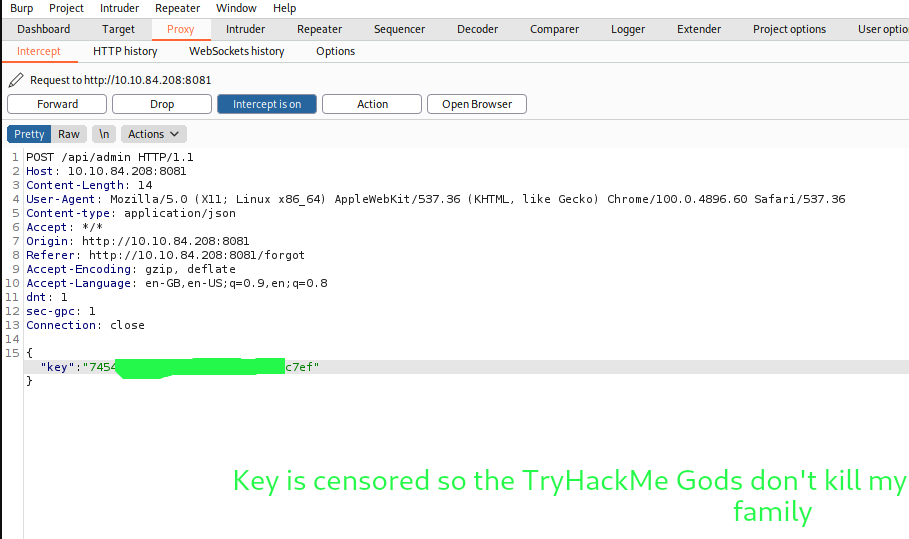 Burp Project Intruder Repeater Window Help
Dashboard Target Proxy Intruder Repeater Sequencer Decoder Comparer Logger Extender Project options User optio
Intercept HTTP history WebSockets history Options
Request to http://10.10.84.208:8081
Forward Drop Intercept is on Action Open Browser
Pretty Raw \n Actions
1 POST /api/admin HTTP/1.1
2 Host: 10.10.84.208:8081
3 Content-Length: 14
4 User-Agent: Mozilla/5.0 (X11; Linux x86_64) AppleWebKit/537.36 (KHTML, like Gecko) Chrome/100.0.4896.60 Safari/537.36
5 Content-type: application/json
6 Accept: */*
7 Origin: http://10.10.84.208:8081
8 Referer: http://10.10.84.208:8081/forgot
9 Accept-Encoding: gzip, deflate
10 Accept-Language: en-GB,en-US;q=0.9,en;q=0.8
11 dnt: 1
12 sec-gpc: 1
13 Connection: close
14
15 {
"key":"7454 c7ef"
}
Key is censored so the TryHackMe Gods don't kill my
family